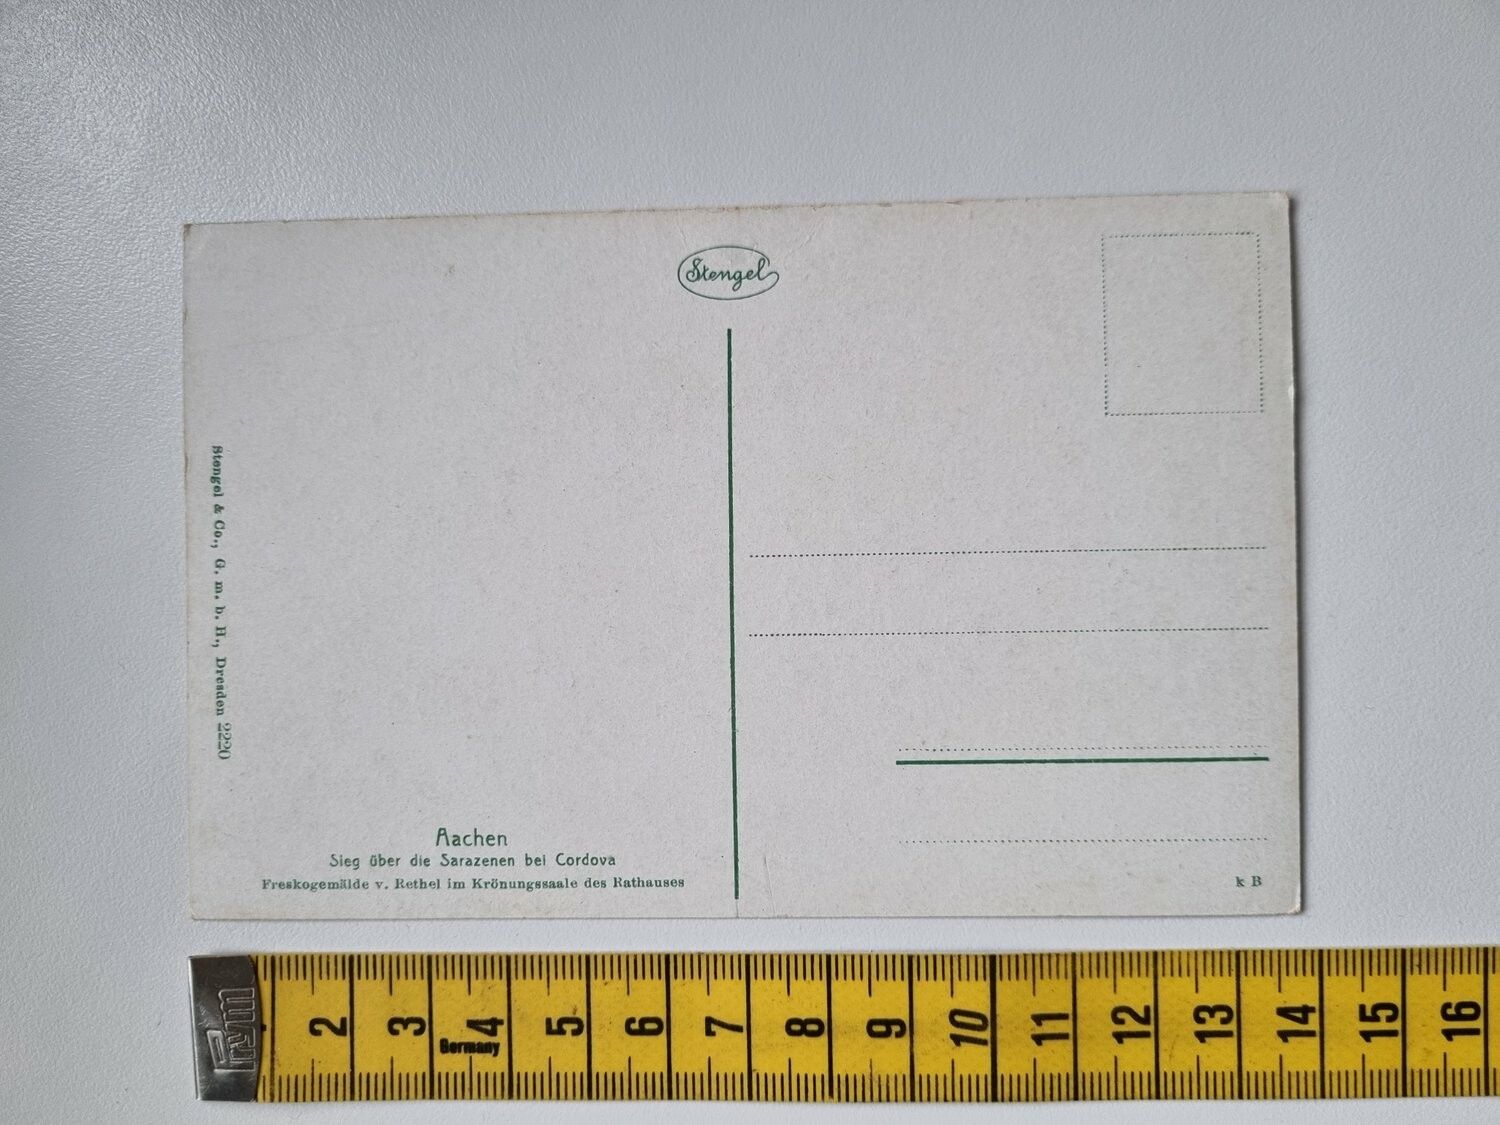 Stengel
Stengel & Co., G. m. b. H., Dresden 2220
Aachen
Sieg über die Sarazenen bei Cordova
Freskogemälde v. Rethel im Krönungssaale des Rathauses
k B
Prym
2 3 4 5 6 7 8 9 10 11 12 13 14 15 16
Germany